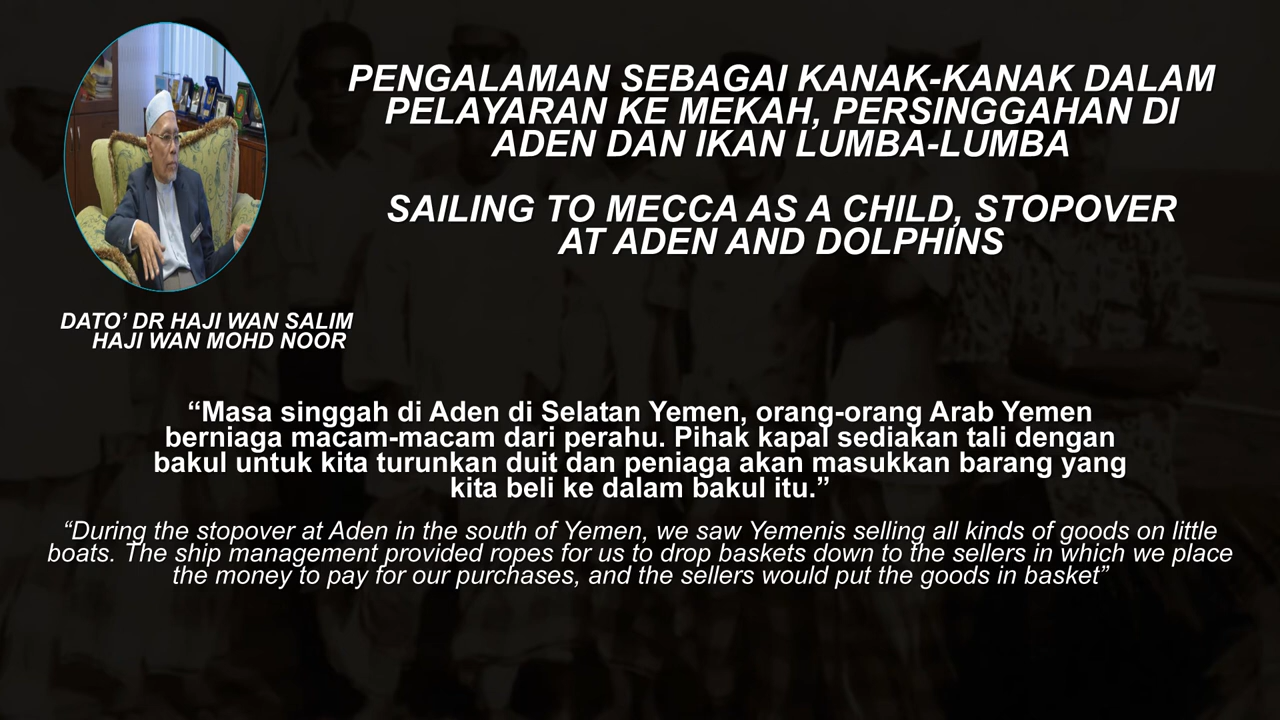 PENGALAMAN SEBAGAI KANAK-KANAK DALAM
PELAYARAN KE MEKAH, PERSINGGAHAN DI
ADEN DAN IKAN LUMBA-LUMBA
SAILING TO MECCA AS A CHILD, STOPOVER
AT ADEN AND DOLPHINS
DATO’ DR HAJI WAN SALIM
HAJI WAN MOHD NOOR
“Masa singgah di Aden di Selatan Yemen, orang-orang Arab Yemen
berniaga macam-macam dari perahu. Pihak kapal sediakan tali dengan
bakul untuk kita turunkan duit dan peniaga akan masukkan barang yang
kita beli ke dalam bakul itu.”
“During the stopover at Aden in the south of Yemen, we saw Yemenis selling all kinds of goods on little
boats. The ship management provided ropes for us to drop baskets down to the sellers in which we place
the money to pay for our purchases, and the sellers would put the goods in basket”